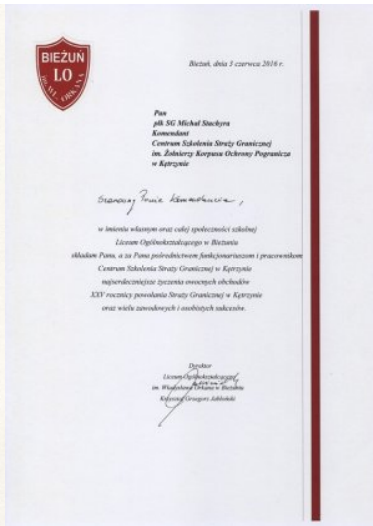 BIEŻUŃ
LO
im. WŁ. ORKANA
Bieżuń, dnia 3 czerwca 2016 r.
Pan
płk SG Michał Stachyra
Komendant
Centrum Szkolenia Straży Granicznej
im. Żołnierzy Korpusu Ochrony Pogranicza
w Kętrzynie
Szanowny Panie Komendancie,
w imieniu własnym oraz całej społeczności szkolnej
Liceum Ogólnokształcącego w Bieżuniu
składam Panu, a za Pana pośrednictwem funkcjonariuszom i pracownikom
Centrum Szkolenia Straży Granicznej w Kętrzynie
najserdeczniejsze życzenia owocnych obchodów
XXV rocznicy powołania Straży Granicznej w Kętrzynie
oraz wielu zawodowych i osobistych sukcesów.
Dyrektor
Liceum Ogólnokształcącego
im. Władysława Orkana w Bieżuniu
Krzysztof Grzegorz Jabłoński